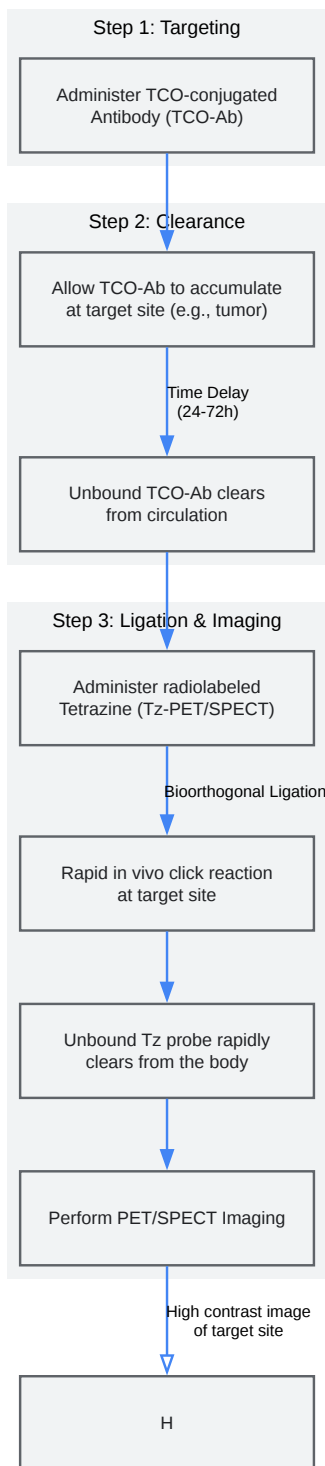 Step 1: Targeting
Administer TCO-conjugated
Antibody (TCO-Ab)
Step 2: Clearance
Allow TCO-Ab to accumulate
at target site (e.g., tumor)
Time Delay
(24-72h)
Unbound TCO-Ab clears
from circulation
Step 3: Ligation & Imaging
Administer radiolabeled
Tetrazine (Tz-PET/SPECT)
Bioorthogonal Ligation
Rapid in vivo click reaction
at target site
Unbound Tz probe rapidly
clears from the body
Perform PET/SPECT Imaging
High contrast image
of target site
H